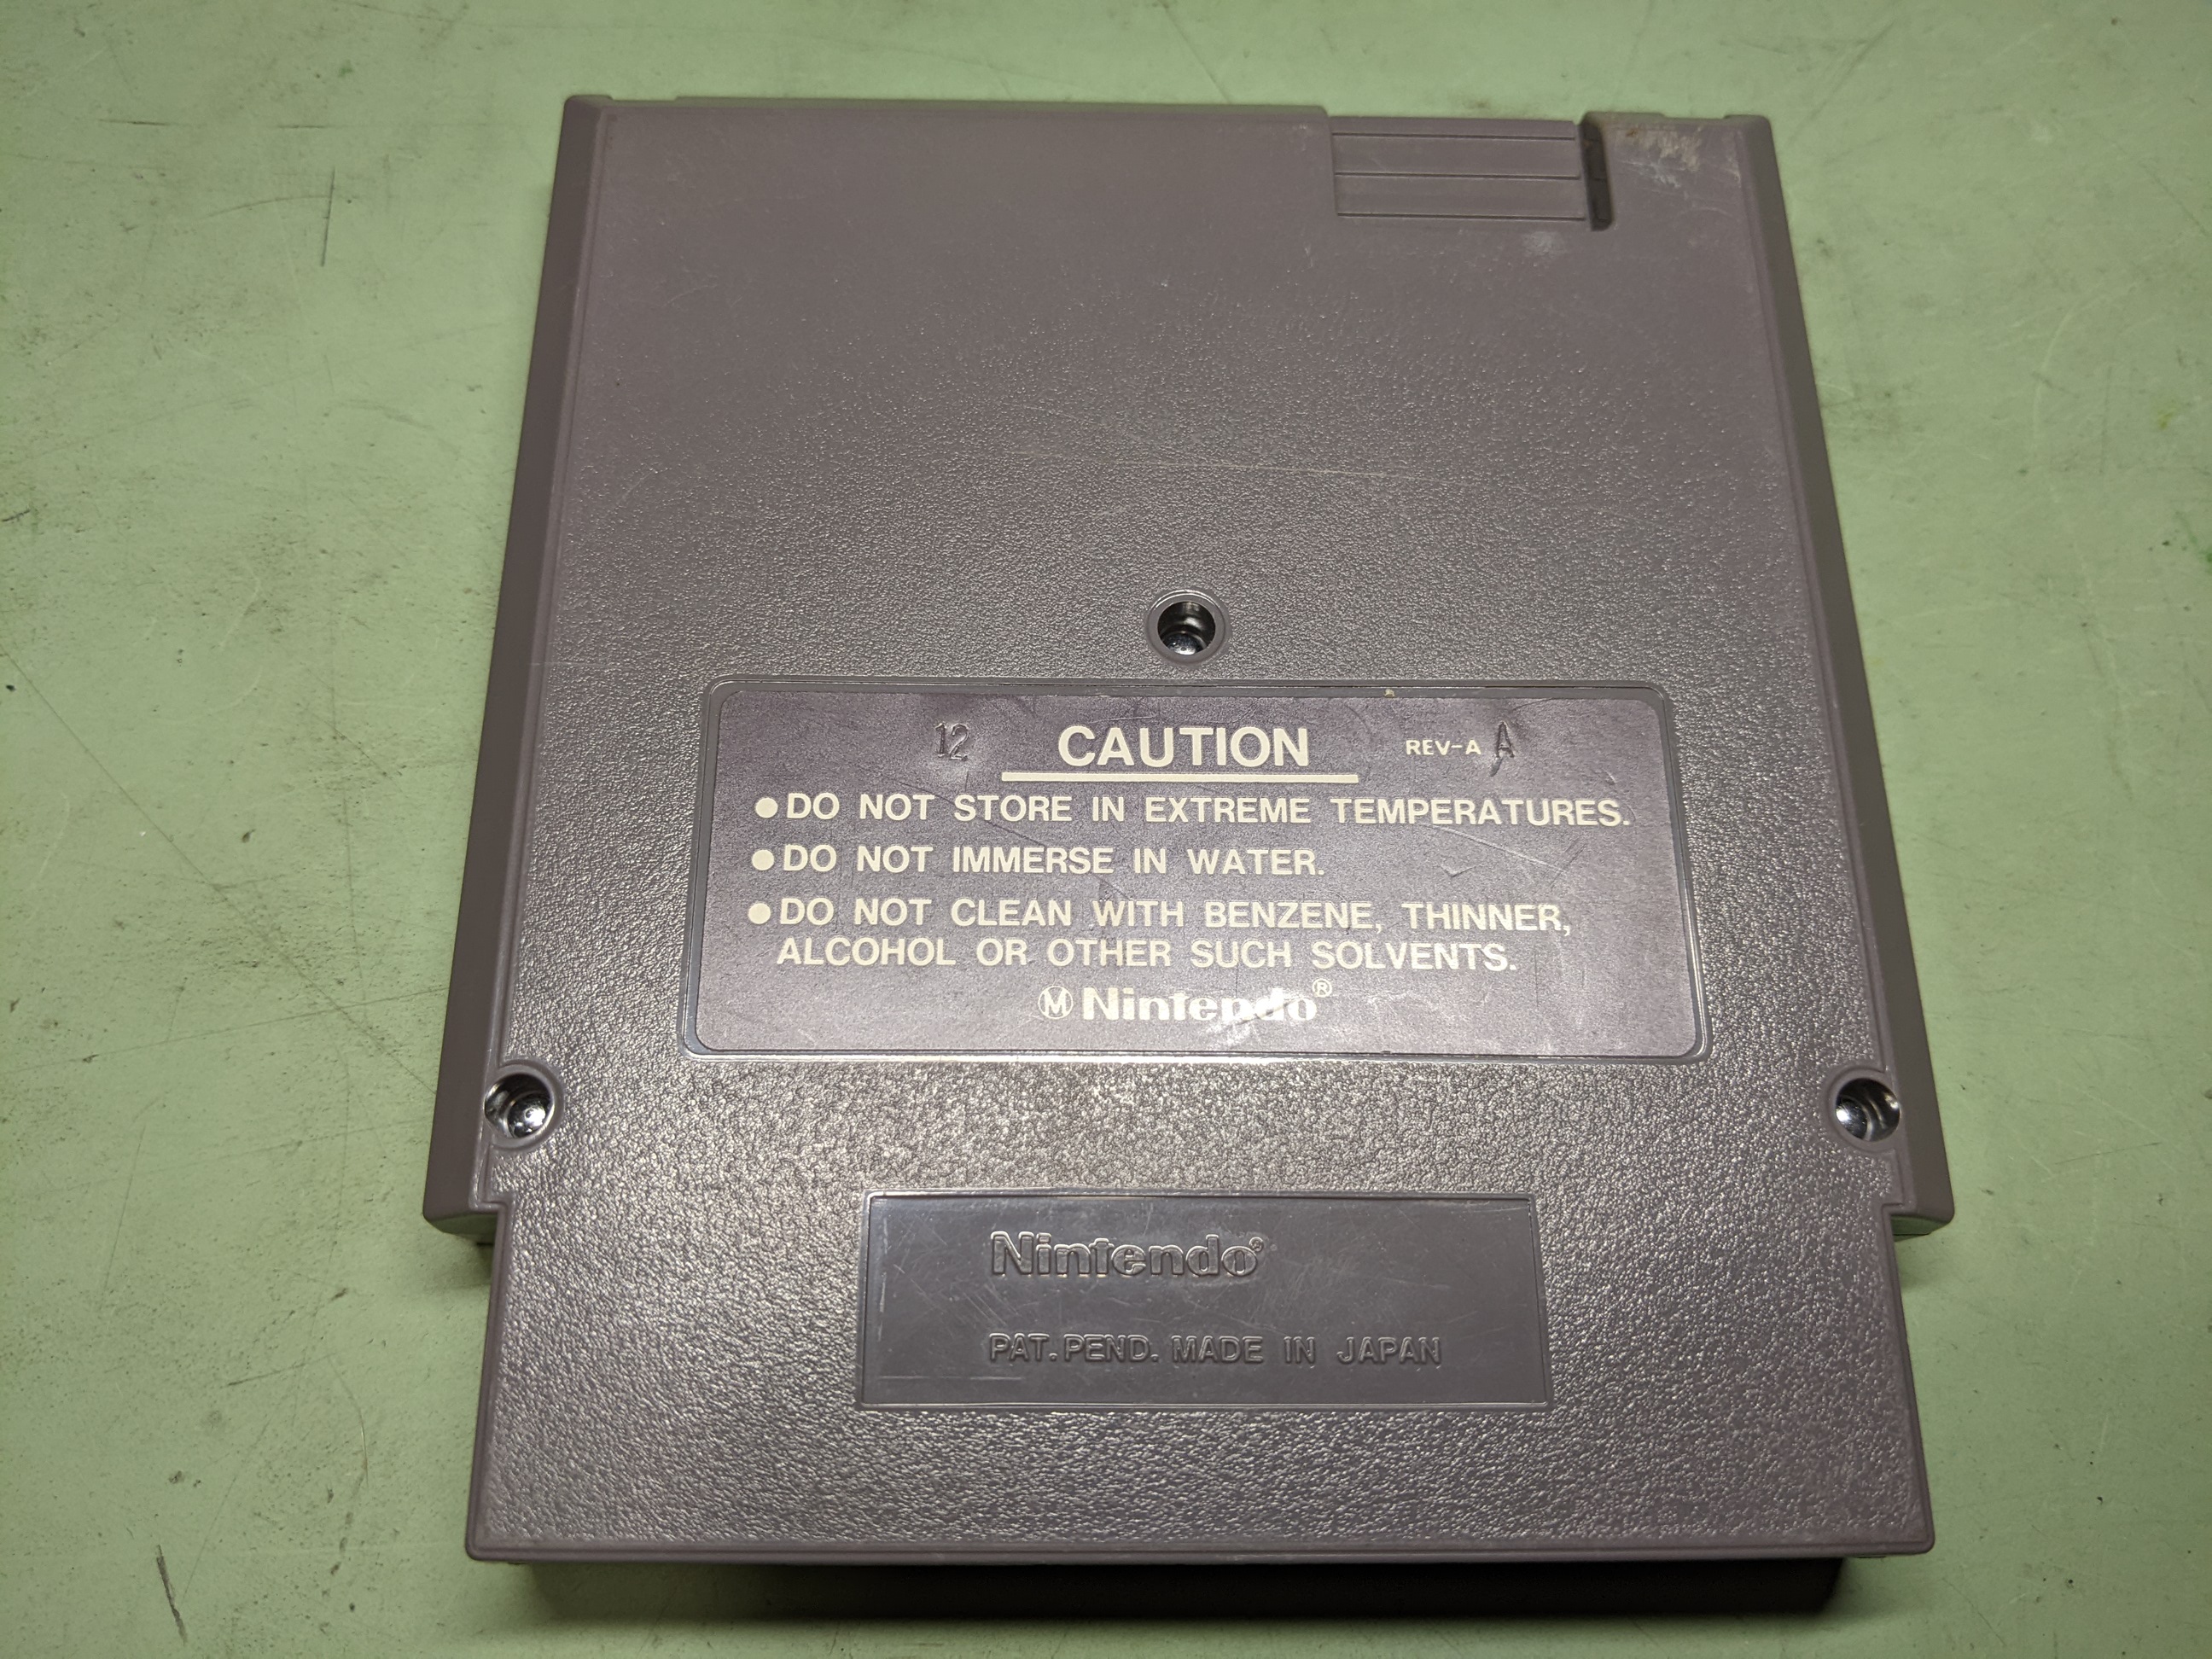 12 CAUTION REV-A A
●DO NOT STORE IN EXTREME TEMPERATURES.
●DO NOT IMMERSE IN WATER.
●DO NOT CLEAN WITH BENZENE, THINNER,
ALCOHOL OR OTHER SUCH SOLVENTS.
Ⓜ Nintendo®
Nintendo®
PAT. PEND. MADE IN JAPAN